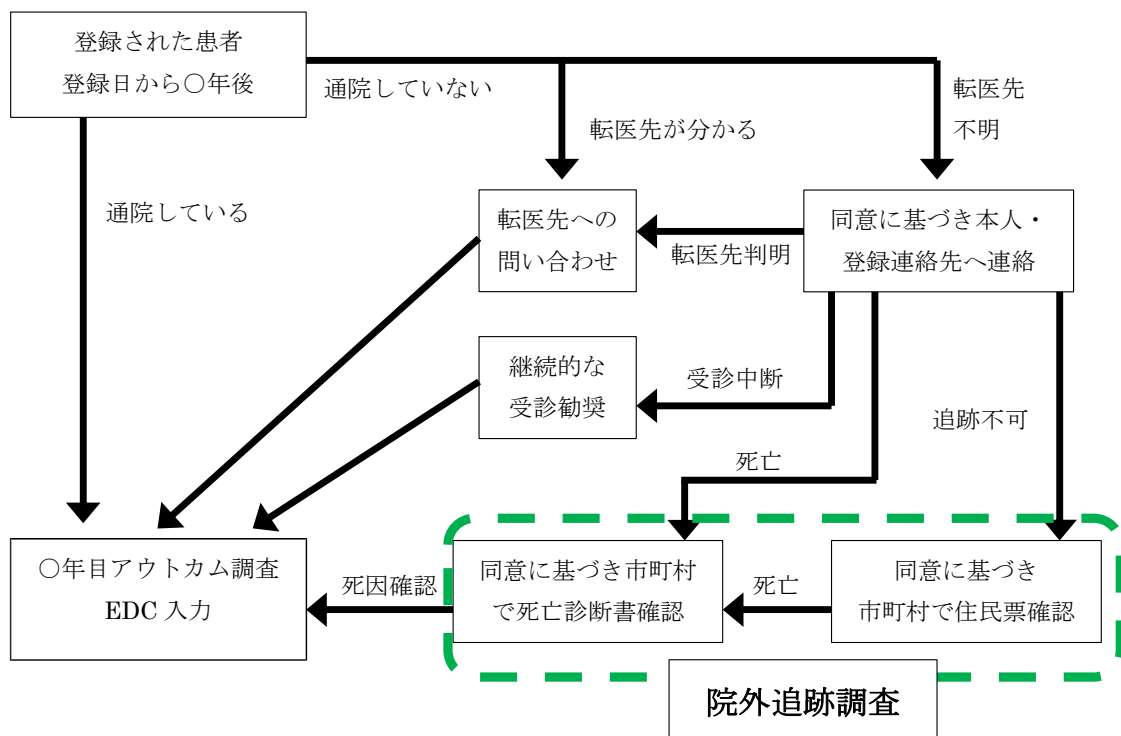 登録された患者
登録日から○年後
通院していない
転医先
不明
転医先が分かる
通院している
転医先への
問い合わせ
転医先判明
同意に基づき本人・
登録連絡先へ連絡
継続的な
受診勧奨
受診中断
追跡不可
死亡
○年目アウトカム調査
EDC 入力
死因確認
同意に基づき市町村
で死亡診断書確認
死亡
同意に基づき
市町村で住民票確認
院外追跡調査